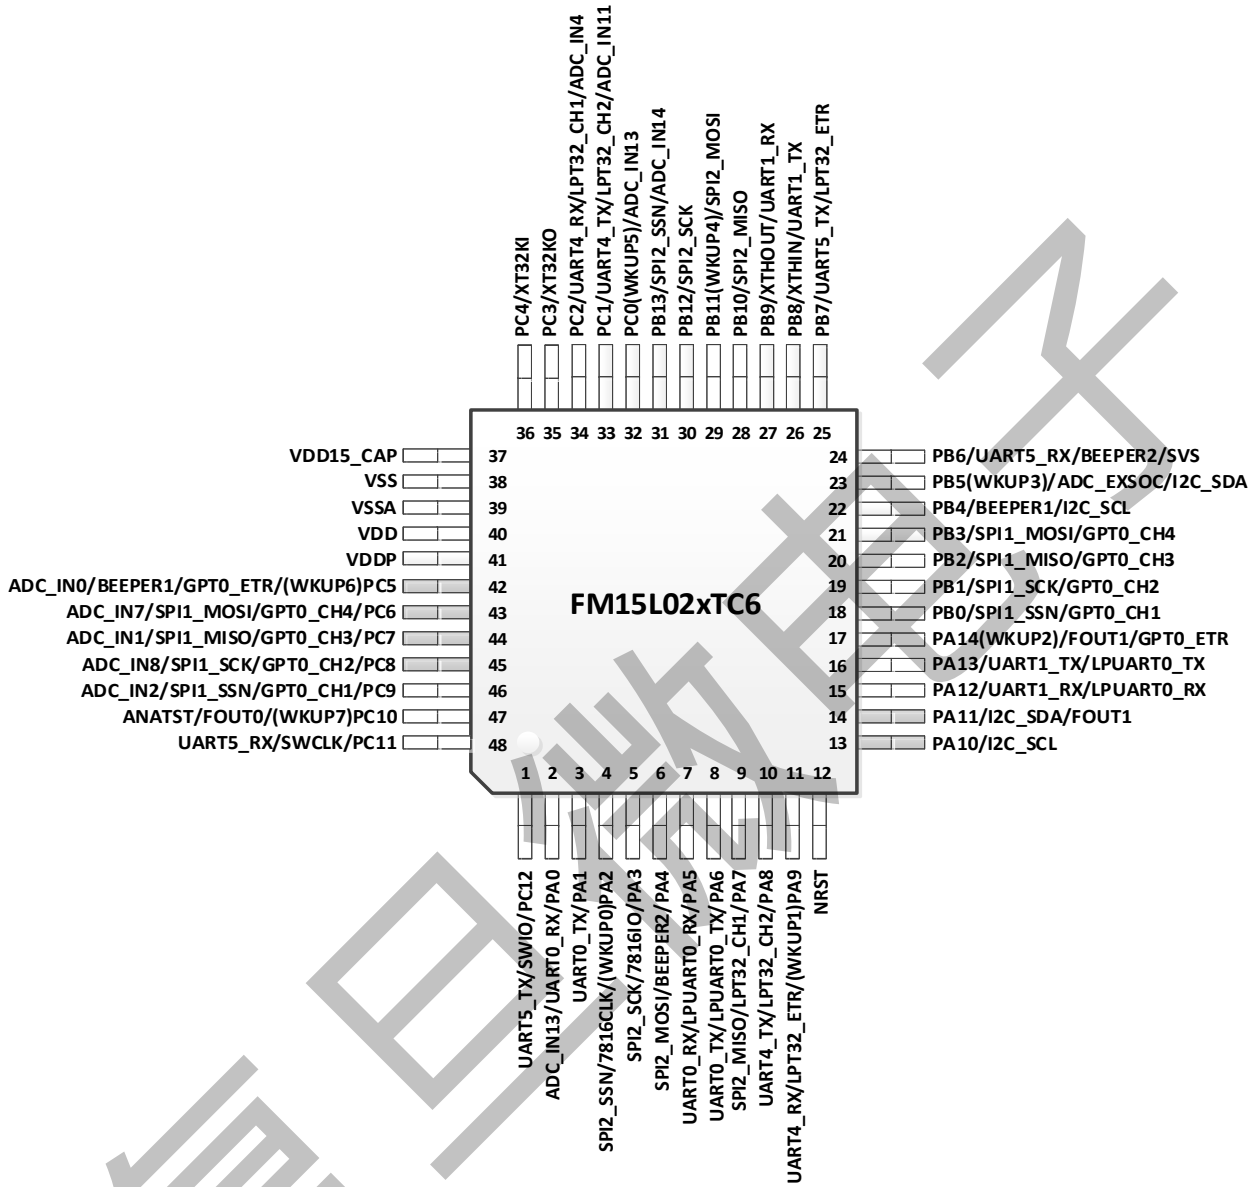 PC4/XT32KI
PC3/XT32KO
PC2/UART4_RX/LPT32_CH1/ADC_IN4
PC1/UART4_TX/LPT32_CH2/ADC_IN11
PC0(WKUP5)/ADC_IN13
PB13/SPI2_SSN/ADC_IN14
PB12/SPI2_SCK
PB11(WKUP4)/SPI2_MOSI
PB10/SPI2_MISO
PB9/XTHOUT/UART1_RX
PB8/XTHIN/UART1_TX
PB7/UART5_TX/LPT32_ETR
36 35 34 33 32 31 30 29 28 27 26 25
VDD15_CAP 37
VSS 38
VSSA 39
VDD 40
VDDP 41
ADC_IN0/BEEPER1/GPT0_ETR/(WKUP6)PC5 42
ADC_IN7/SPI1_MOSI/GPT0_CH4/PC6 43
ADC_IN1/SPI1_MISO/GPT0_CH3/PC7 44
ADC_IN8/SPI1_SCK/GPT0_CH2/PC8 45
ADC_IN2/SPI1_SSN/GPT0_CH1/PC9 46
ANATST/FOUT0/(WKUP7)PC10 47
UART5_RX/SWCLK/PC11 48
FM15L02xTC6
24 PB6/UART5_RX/BEEPER2/SVS
23 PB5(WKUP3)/ADC_EXSOC/I2C_SDA
22 PB4/BEEPER1/I2C_SCL
21 PB3/SPI1_MOSI/GPT0_CH4
20 PB2/SPI1_MISO/GPT0_CH3
19 PB1/SPI1_SCK/GPT0_CH2
18 PB0/SPI1_SSN/GPT0_CH1
17 PA14(WKUP2)/FOUT1/GPT0_ETR
16 PA13/UART1_TX/LPUART0_TX
15 PA12/UART1_RX/LPUART0_RX
14 PA11/I2C_SDA/FOUT1
13 PA10/I2C_SCL
1 2 3 4 5 6 7 8 9 10 11 12
UART5_TX/SWIO/PC12
ADC_IN13/UART0_RX/PA0
UART0_TX/PA1
SPI2_SSN/7816CLK/(WKUP0)PA2
SPI2_SCK/7816IO/PA3
SPI2_MOSI/BEEPER2/PA4
UART0_RX/LPUART0_RX/PA5
UART0_TX/LPUART0_TX/PA6
SPI2_MISO/LPT32_CH1/PA7
UART4_TX/LPT32_CH2/PA8
UART4_RX/LPT32_ETR/(WKUP1)PA9
NRST
旦微电子